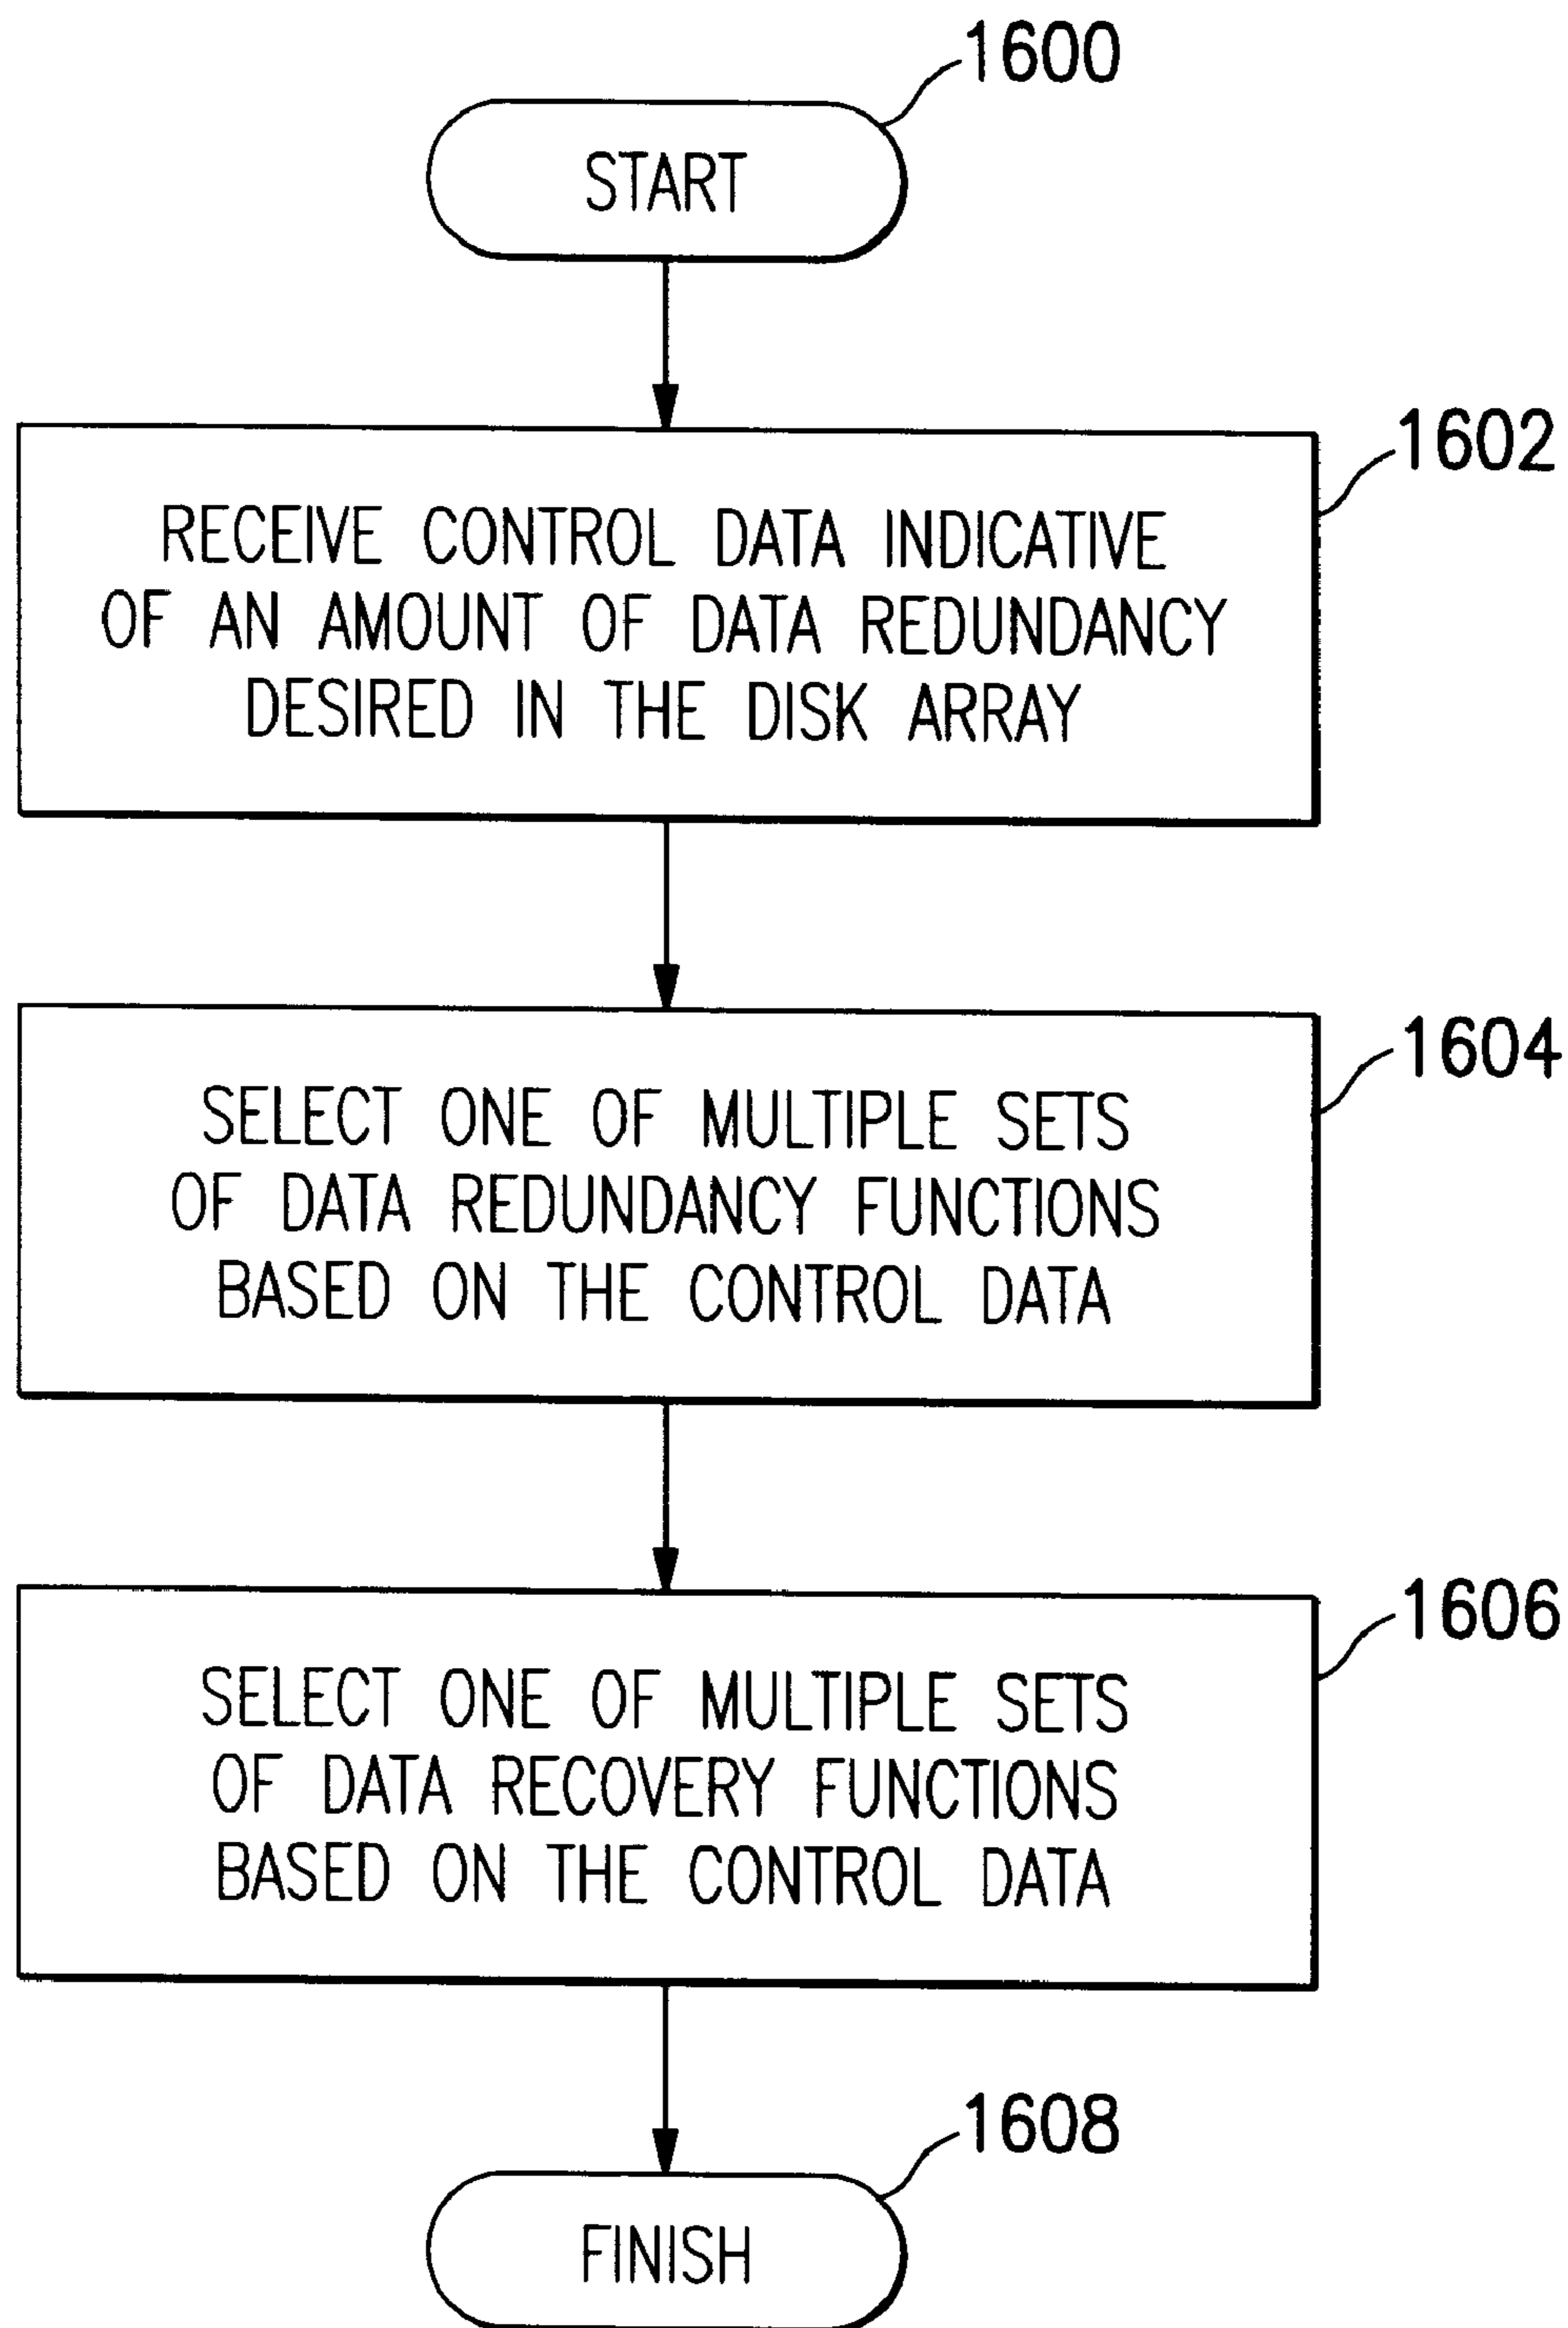 1600
START
1602
RECEIVE CONTROL DATA INDICATIVE
OF AN AMOUNT OF DATA REDUNDANCY
DESIRED IN THE DISK ARRAY
1604
SELECT ONE OF MULTIPLE SETS
OF DATA REDUNDANCY FUNCTIONS
BASED ON THE CONTROL DATA
1606
SELECT ONE OF MULTIPLE SETS
OF DATA RECOVERY FUNCTIONS
BASED ON THE CONTROL DATA
1608
FINISH